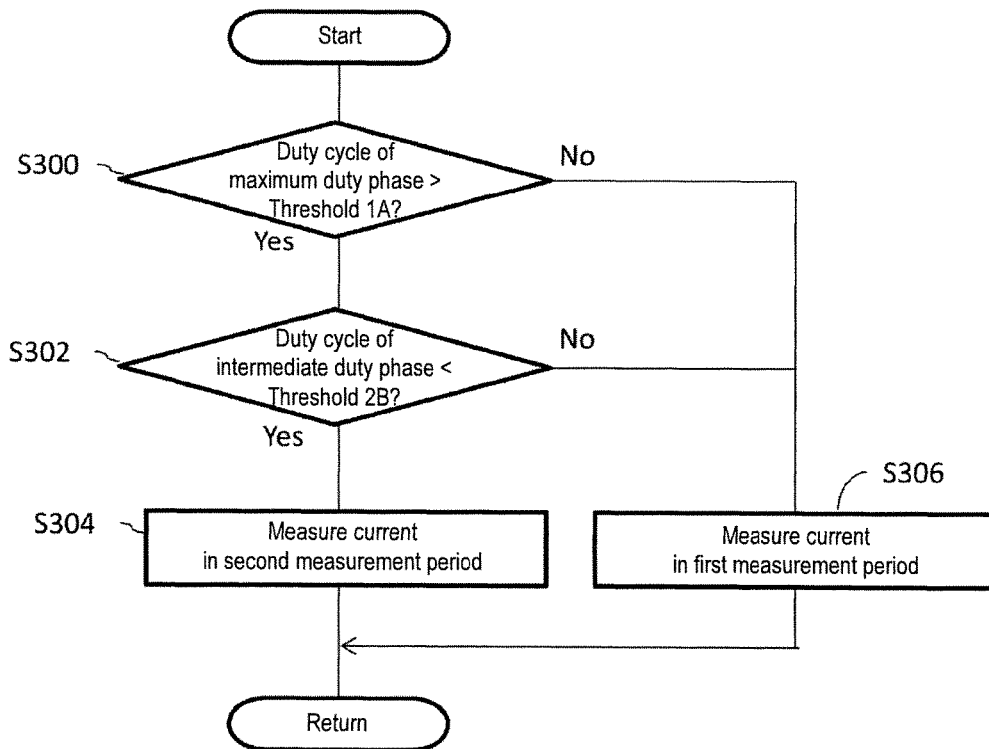 Start
S300
Duty cycle of
maximum duty phase >
Threshold 1A?
No
Yes
S302
Duty cycle of
intermediate duty phase <
Threshold 2B?
No
Yes
S304
Measure current
in second measurement period
S306
Measure current
in first measurement period
Return